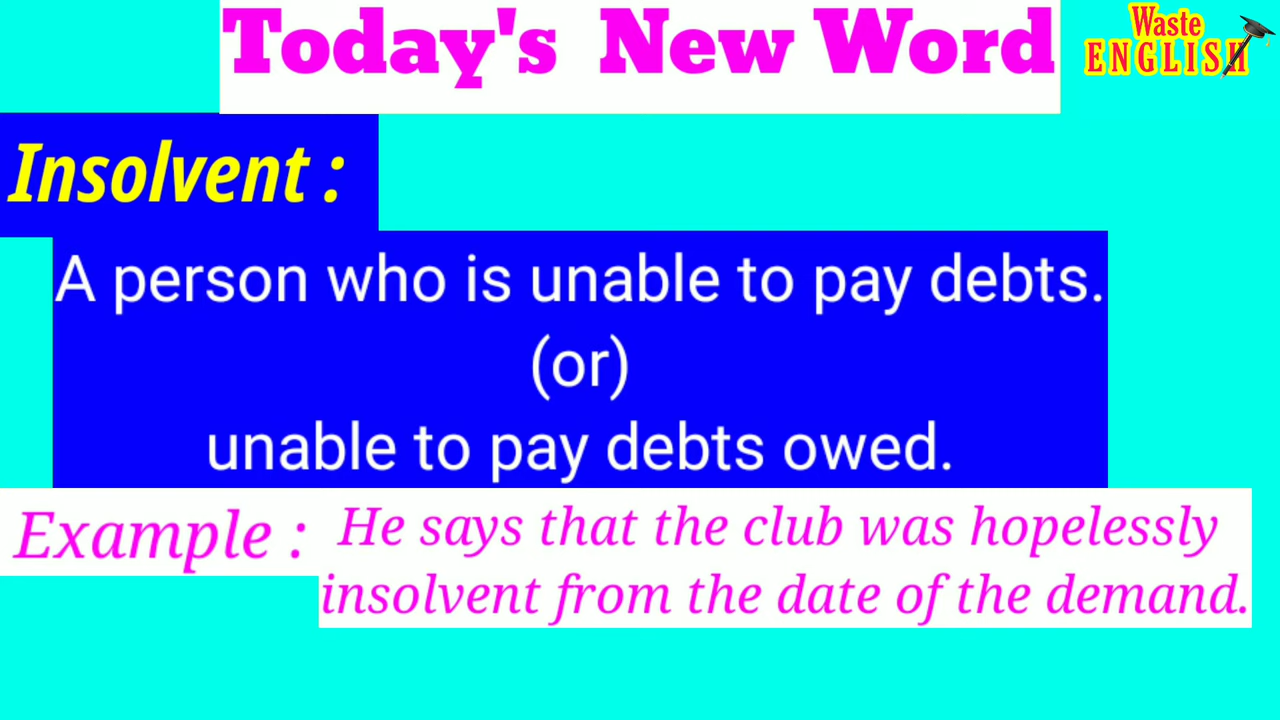 Today's New Word
Waste
ENGLISH
Insolvent :
A person who is unable to pay debts.
(or)
unable to pay debts owed.
Example : He says that the club was hopelessly
insolvent from the date of the demand.